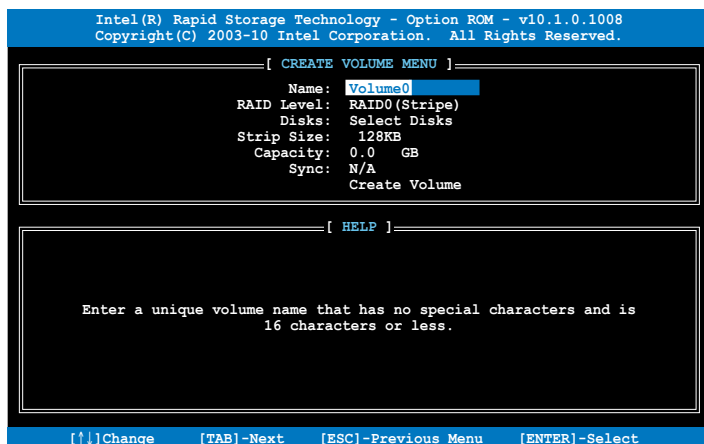 Intel(R) Rapid Storage Technology - Option ROM - v10.1.0.1008
Copyright(C) 2003-10 Intel Corporation.  All Rights Reserved.
[ CREATE VOLUME MENU ]
Name: Volume0
RAID Level: RAID0(Stripe)
Disks: Select Disks
Strip Size: 128KB
Capacity: 0.0 GB
Sync: N/A
Create Volume
[ HELP ]
Enter a unique volume name that has no special characters and is
16 characters or less.
[↑↓]Change [TAB]-Next [ESC]-Previous Menu [ENTER]-Select